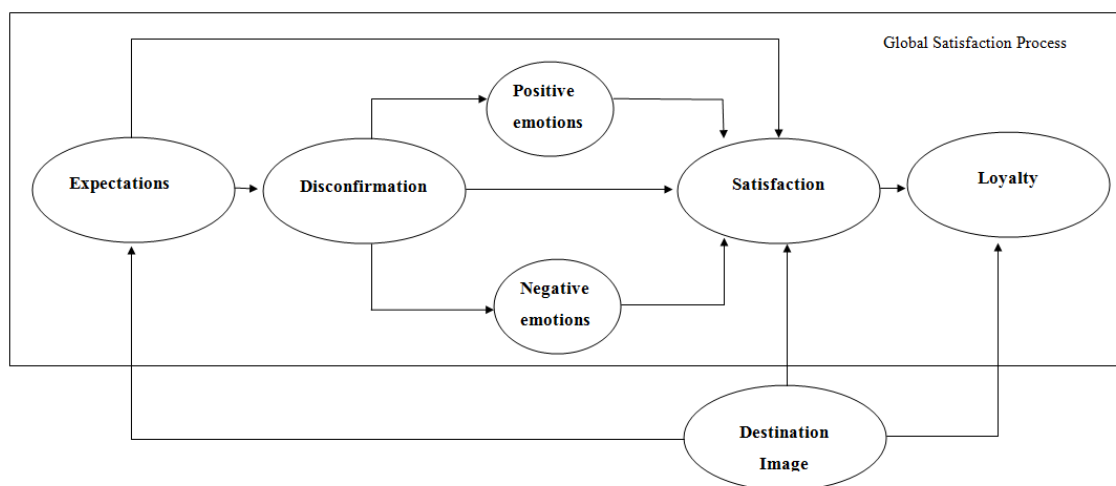 Global Satisfaction Process
Positive
emotions
Expectations
Disconfirmation
Satisfaction
Loyalty
Negative
emotions
Destination
Image